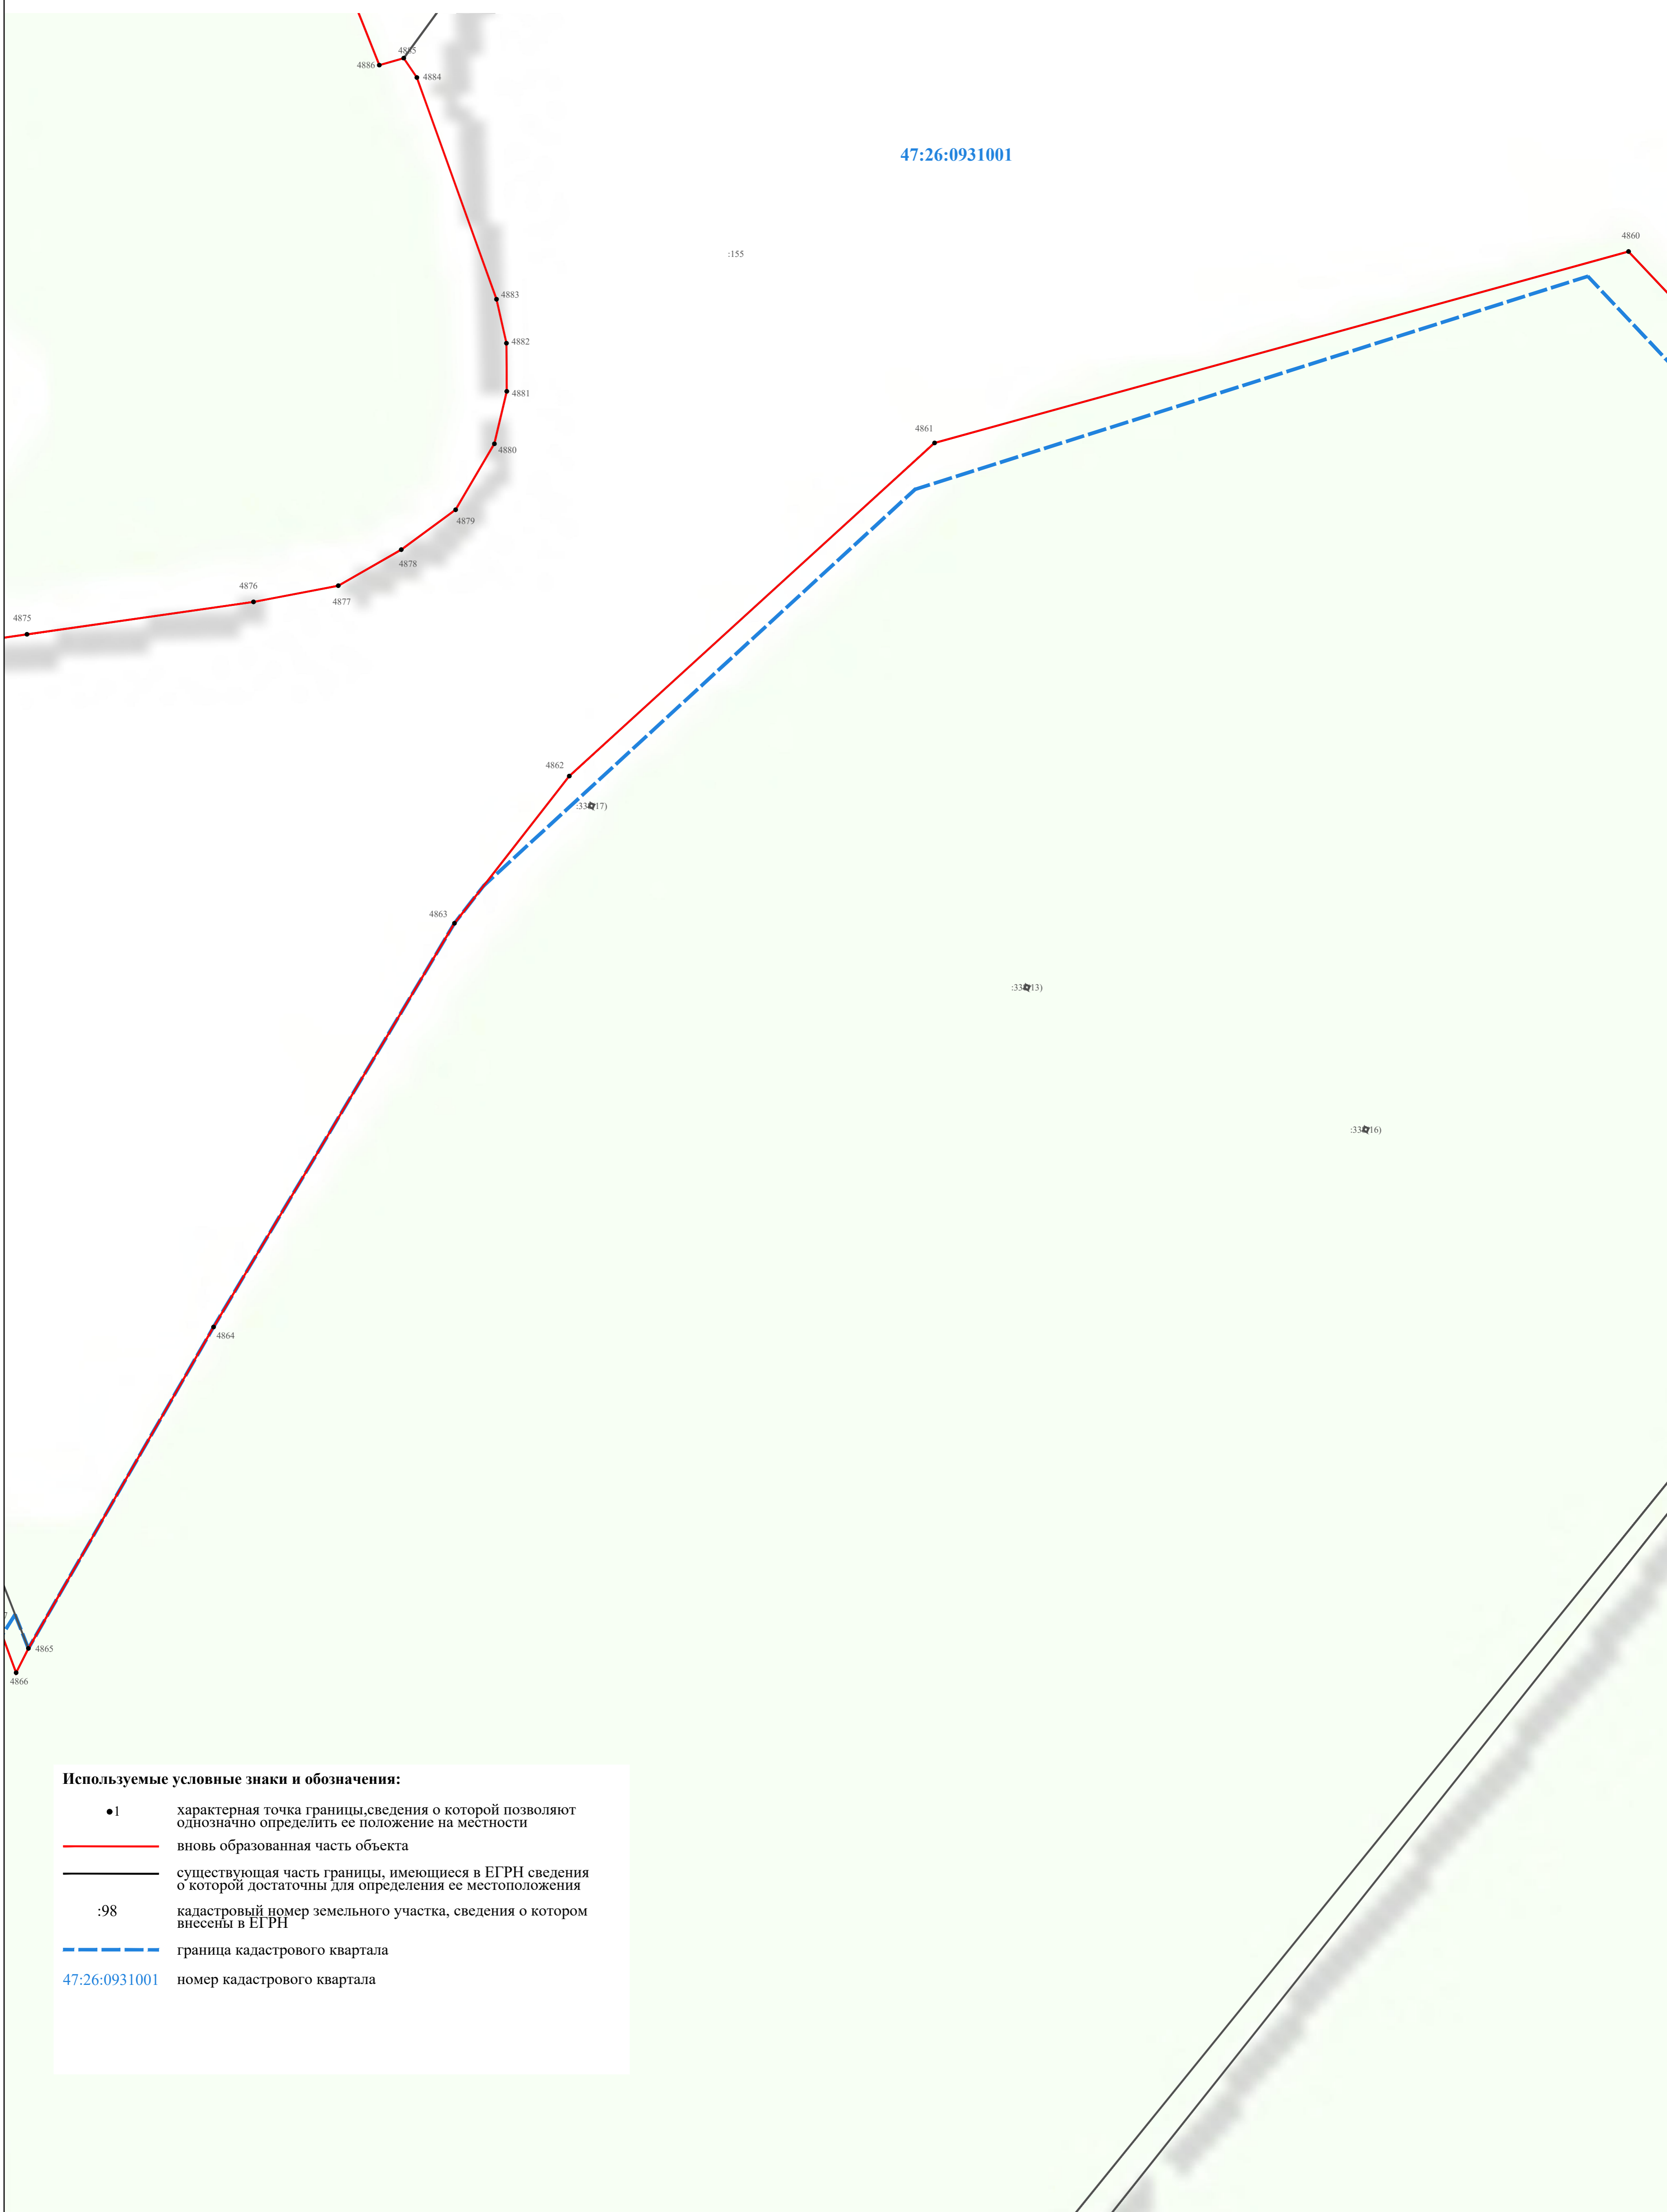 4885
4886
4884
47:26:0931001
4860
:155
4883
4882
4881
4861
4880
4879
4878
4876
4877
4875
4862
4863
4864
4865
4866
Используемые условные знаки и обозначения:
1 характерная точка границы,сведения о которой позволяют
однозначно определить ее положение на местности
вновь образованная часть объекта
существующая часть границы, имеющиеся в ЕГРН сведения
о которой достаточны для определения ее местоположения
:98 кадастровый номер земельного участка, сведения о котором
внесены в ЕГРН
граница кадастрового квартала
47:26:0931001 номер кадастрового квартала